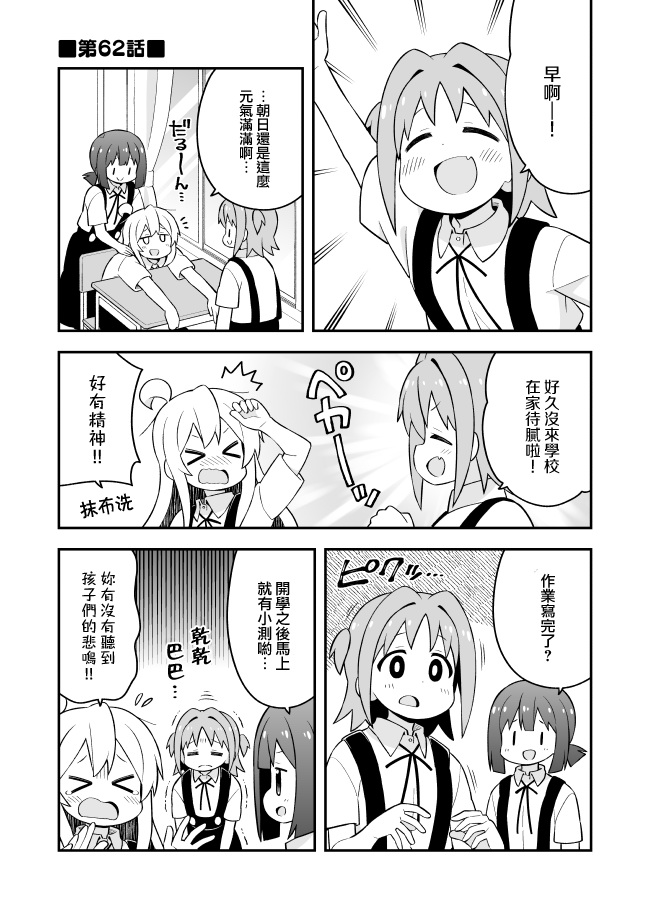 ■第62話■
早啊—！
…朝日還是這麼
元氣滿滿啊…
だる〜ん…
好久沒來學校
在家待膩啦！
ペカーッ
好有精神!!
抹布洗
作業寫完了？
ピクッ…
開學之後馬上
就有小測喲…
乾乾
巴巴…
妳有沒有聽到
孩子們的悲鳴!!